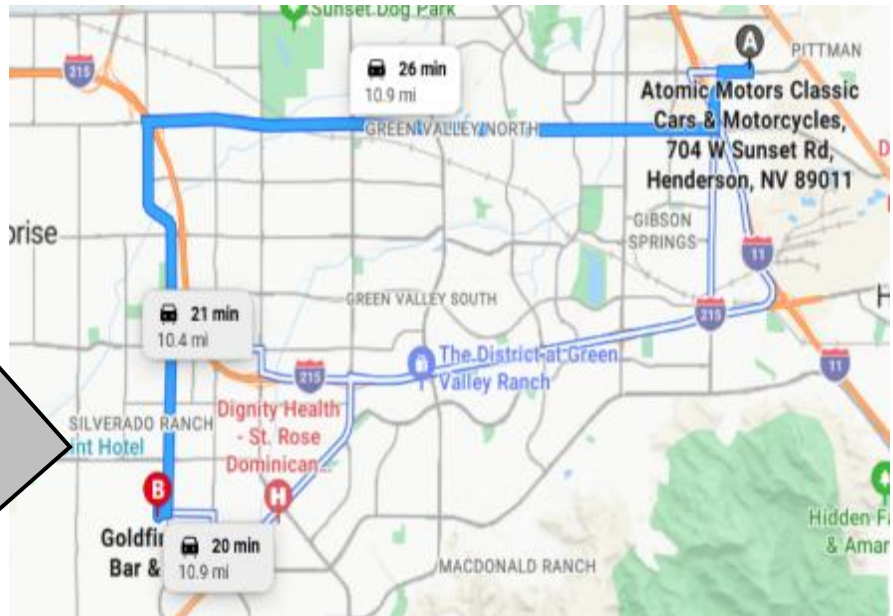 Sunset Dog Park
215
26 min
10.9 mi
A
PITTMAN
Atomic Motors Classic
Cars & Motorcycles,
704 W Sunset Rd,
Henderson, NV 89011
GREEN VALLEY NORTH
GIBSON
SPRINGS
11
rise
GREEN VALLEY SOUTH
21 min
10.4 mi
215
H
The District at Green
Valley Ranch
215
11
SILVERADO RANCH
nt Hotel
Dignity Health
- St. Rose
Dominican...
B
H
Goldfi
Bar &
20 min
10.9 mi
MACDONALD RANCH
Hidden Fa
& Amar